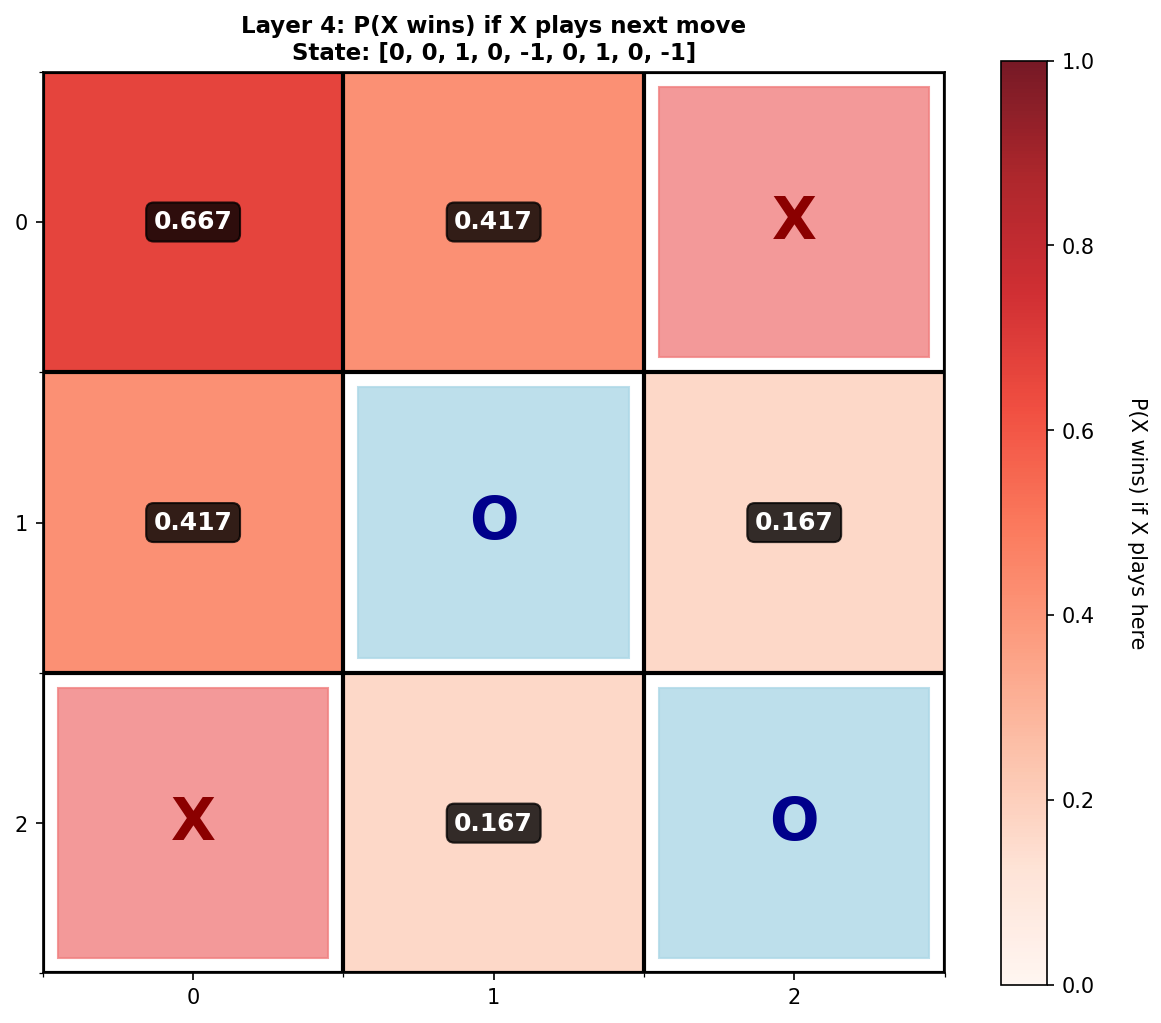 Layer 4: P(X wins) if X plays next move
State: [0, 0, 1, 0, -1, 0, 1, 0, -1]
0
0.667
0.417
X
1
0.417
O
0.167
2
X
0.167
O
0
1
2
1.0
0.8
0.6
0.4
0.2
0.0
P(X wins) if X plays here